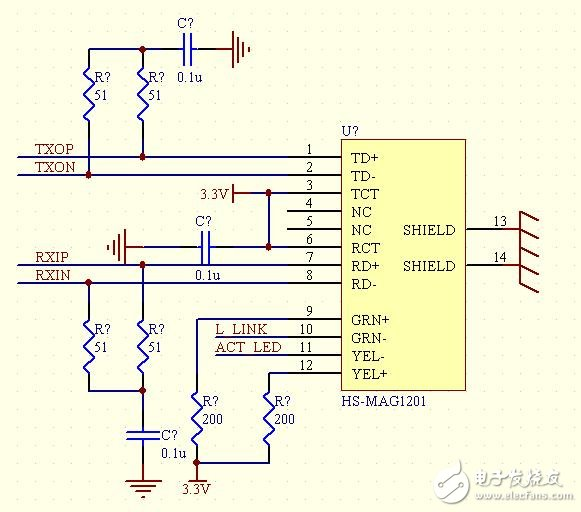 C?
0.1u
R?
51
R?
51
U?
TXOP
TXON
1
2
3
4
5
6
7
8
9
10
11
12
TD+
TD-
TCT
NC
NC
RCT
RD+
RD-
GRN+
GRN-
YEL-
YEL+
SHIELD
SHIELD
13
14
3.3V
C?
0.1u
RXIP
RXIN
L_LINK
ACT_LED
R?
51
R?
51
HS-MAG1201
R?
200
R?
200
C?
0.1u
3.3V
电子发烧友
www.elecfans.com